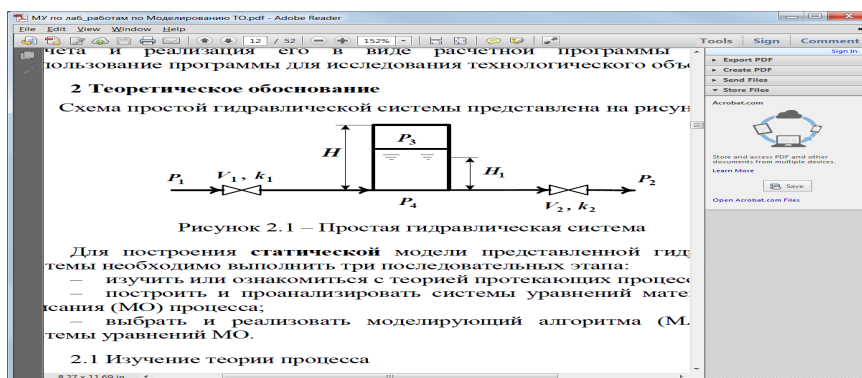 МУ по лаб_работам по Моделированию ТО.pdf - Adobe Reader
File Edit View Window Help
12 / 52 152% Tools Sign Comment
Sign In
чета и реализация его в виде расчетной программы
пользование программы для исследования технологического объе
2 Теоретическое обоснование
Схема простой гидравлической системы представлена на рисун
H P3 H1
P1 V1, k1 P4 V2, k2 P2
Рисунок 2.1 – Простая гидравлическая система
Для построения статической модели представленной гид
темы необходимо выполнить три последовательных этапа:
– изучить или ознакомиться с теорией протекающих процесс
– построить и проанализировать системы уравнений мате
исания (МО) процесса;
– выбрать и реализовать моделирующий алгоритма (МА
темы уравнений МО.
2.1 Изучение теории процесса
8.27 x 11.69 in
Export PDF
Create PDF
Send Files
Store Files
Acrobat.com
Store and access PDF and other
documents from multiple devices.
Learn More
Save
Open Acrobat.com Files